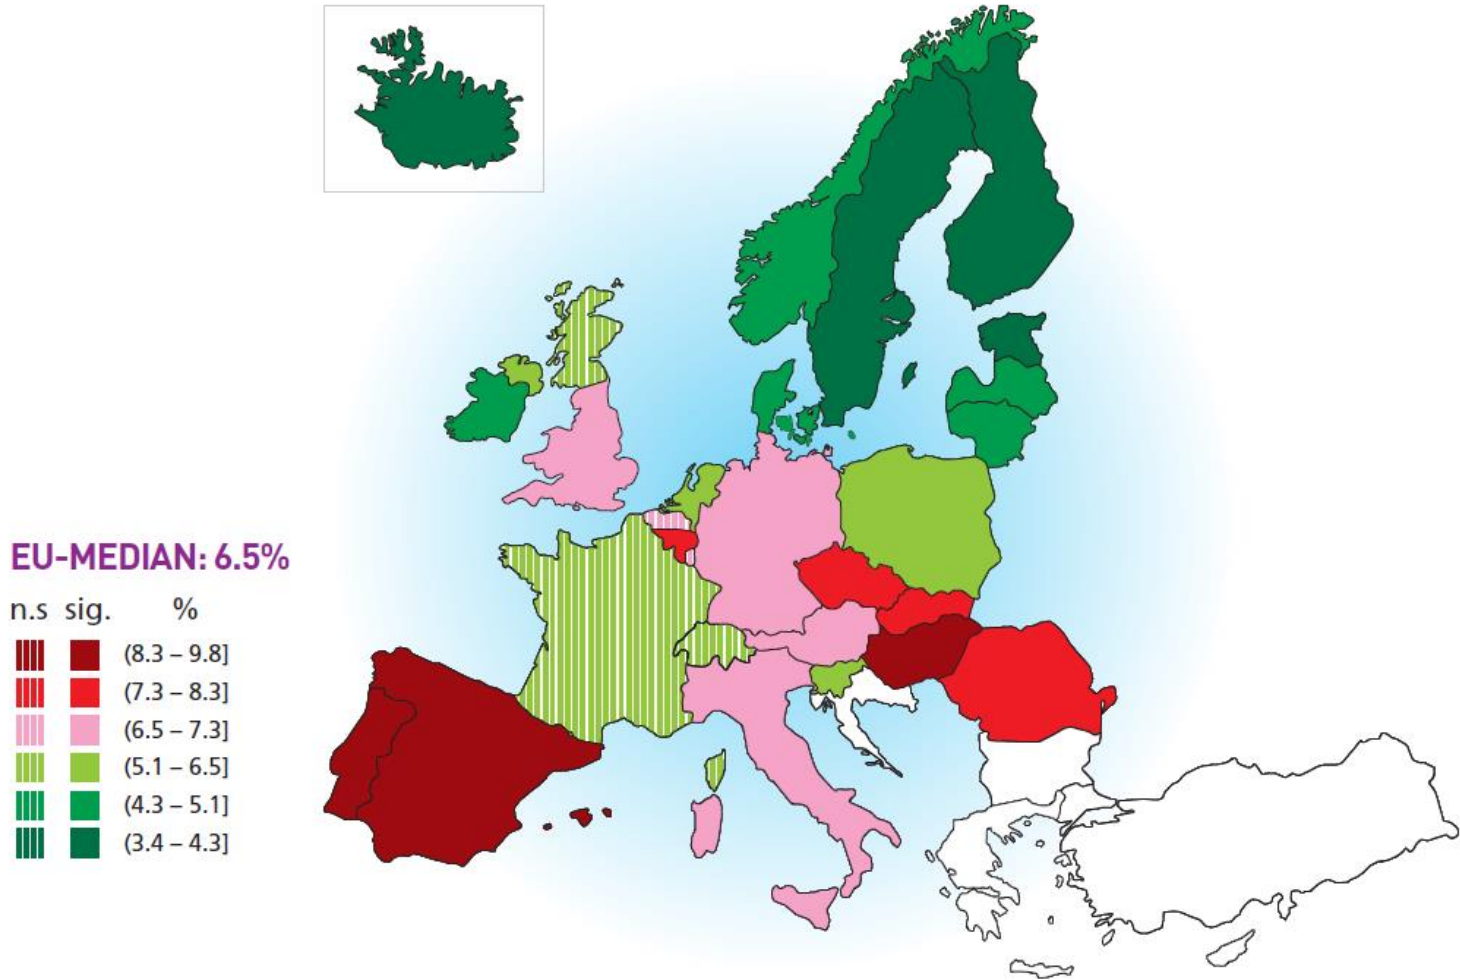 EU-MEDIAN: 6.5%
n.s sig. %
(8.3 – 9.8]
(7.3 – 8.3]
(6.5 – 7.3]
(5.1 – 6.5]
(4.3 – 5.1]
(3.4 – 4.3]